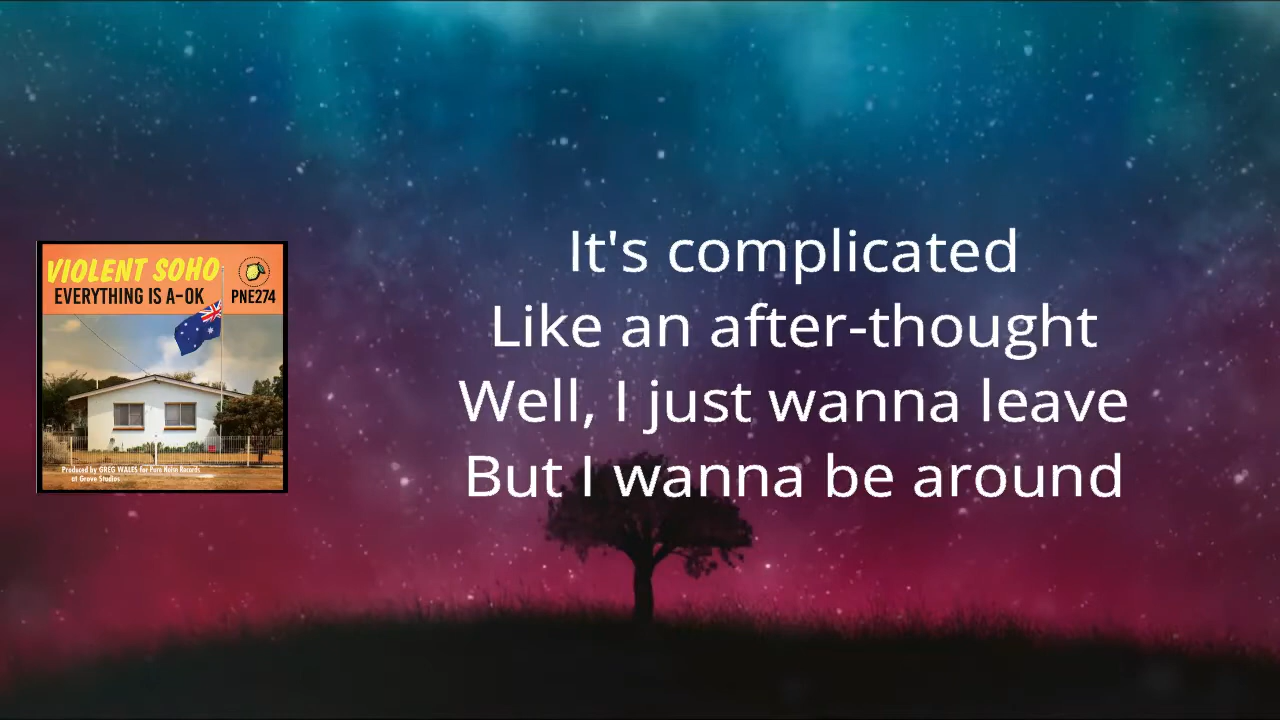 VIOLENT SOHO
EVERYTHING IS A-OK
PNE274
Produced by GREG WALES for Pure Noise Records
at Grove Studios
It's complicated
Like an after-thought
Well, I just wanna leave
But I wanna be around